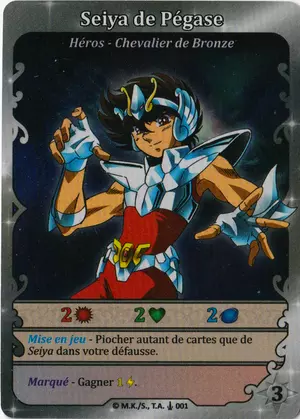 Seiya de Pégase
Héros - Chevalier de Bronze
2 2 2
Mise en jeu - Piocher autant de cartes que de
Seiya dans votre défausse.
Marqué - Gagner 1
3
© M.K./S., T.A. 001